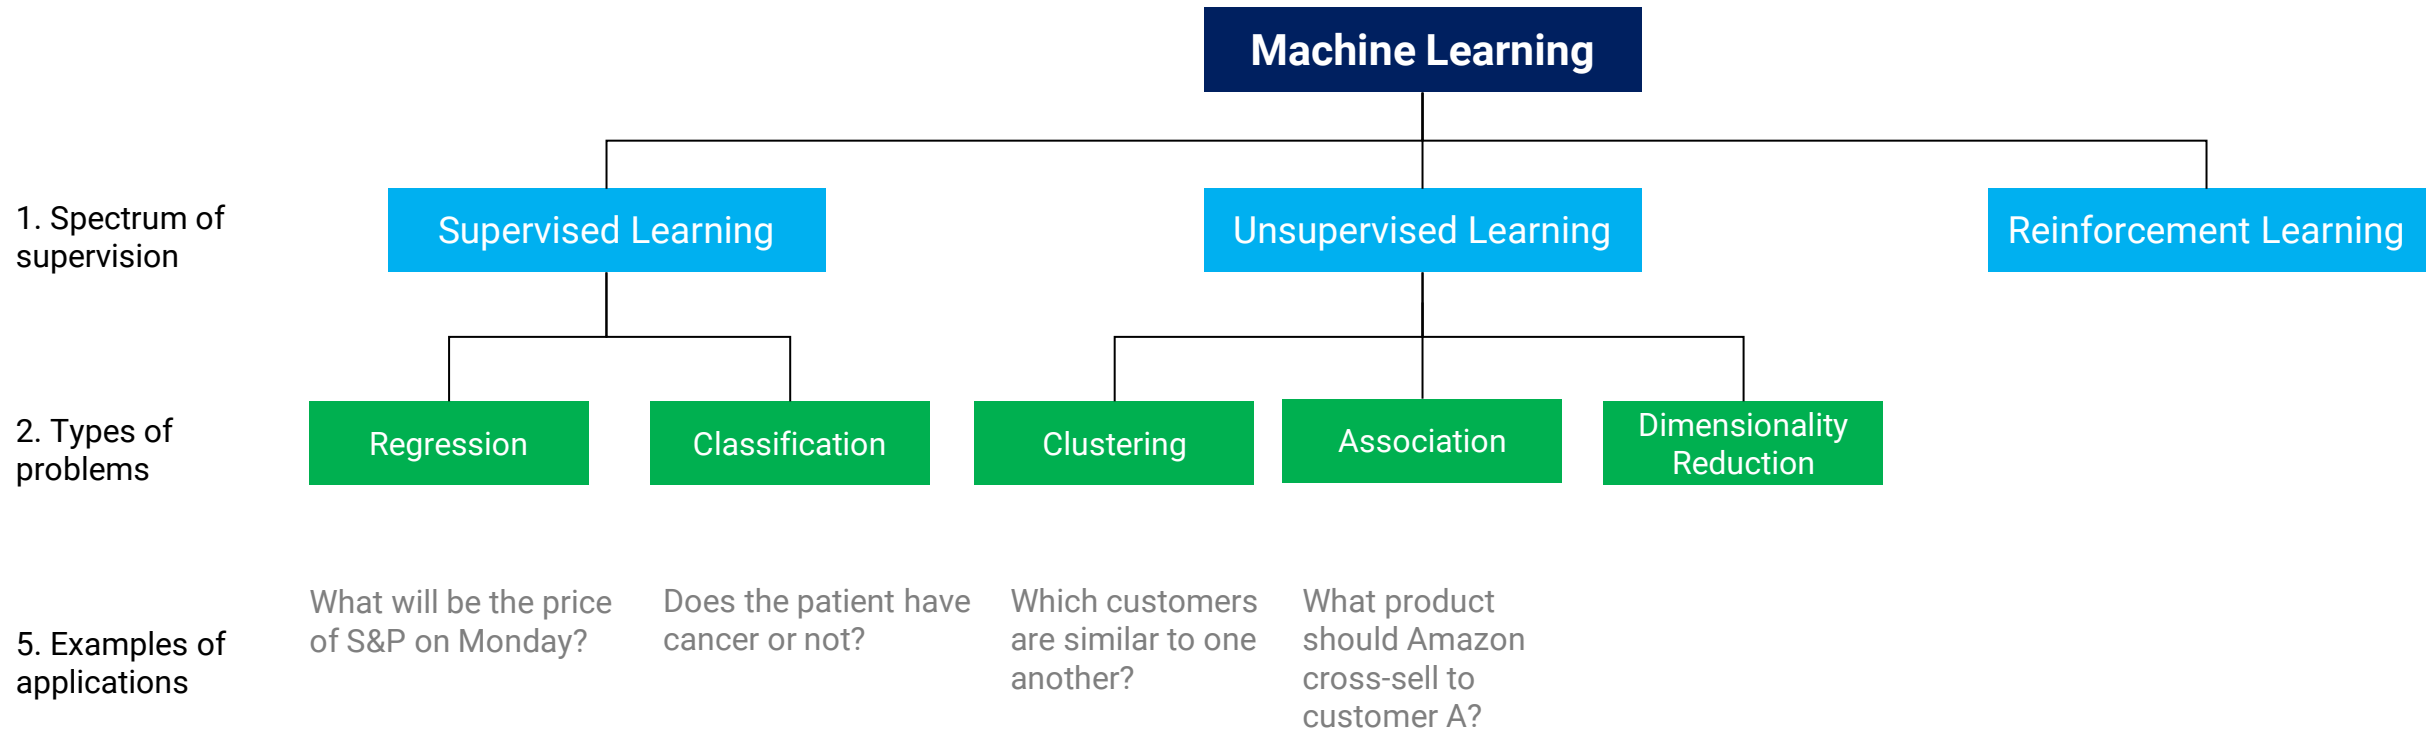 Machine Learning
1. Spectrum of
supervision
Supervised Learning
Unsupervised Learning
Reinforcement Learning
2. Types of
problems
Regression
Classification
Clustering
Association
Dimensionality
Reduction
5. Examples of
applications
What will be the price
of S&P on Monday?
Does the patient have
cancer or not?
Which customers
are similar to one
another?
What product
should Amazon
cross-sell to
customer A?